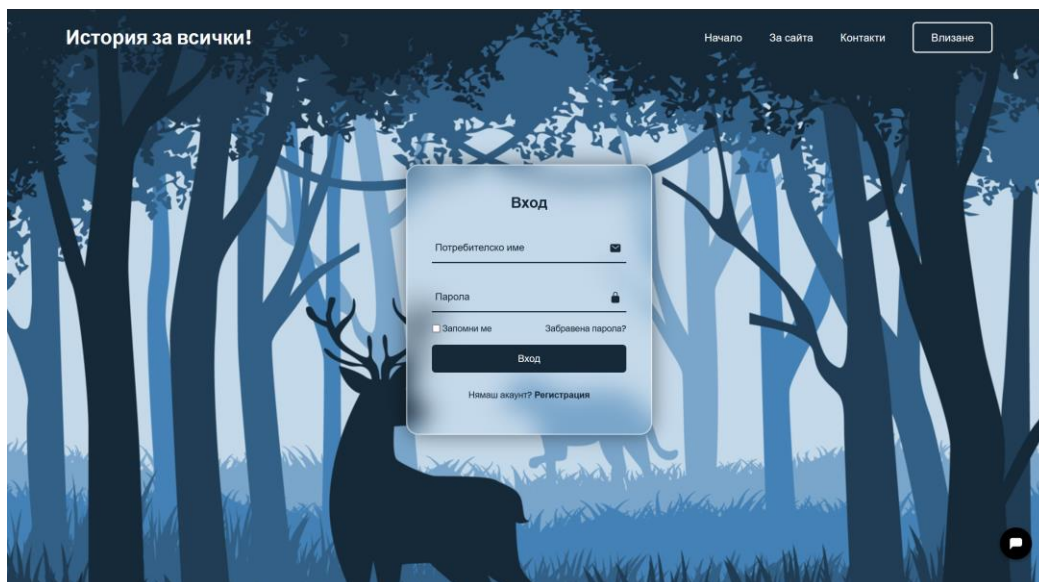 История за всички!
Начало За сайта Контакти Влизане
Вход
Потребителско име
Парола
Запомни ме Забравена парола?
Вход
Нямаш акаунт? Регистрация